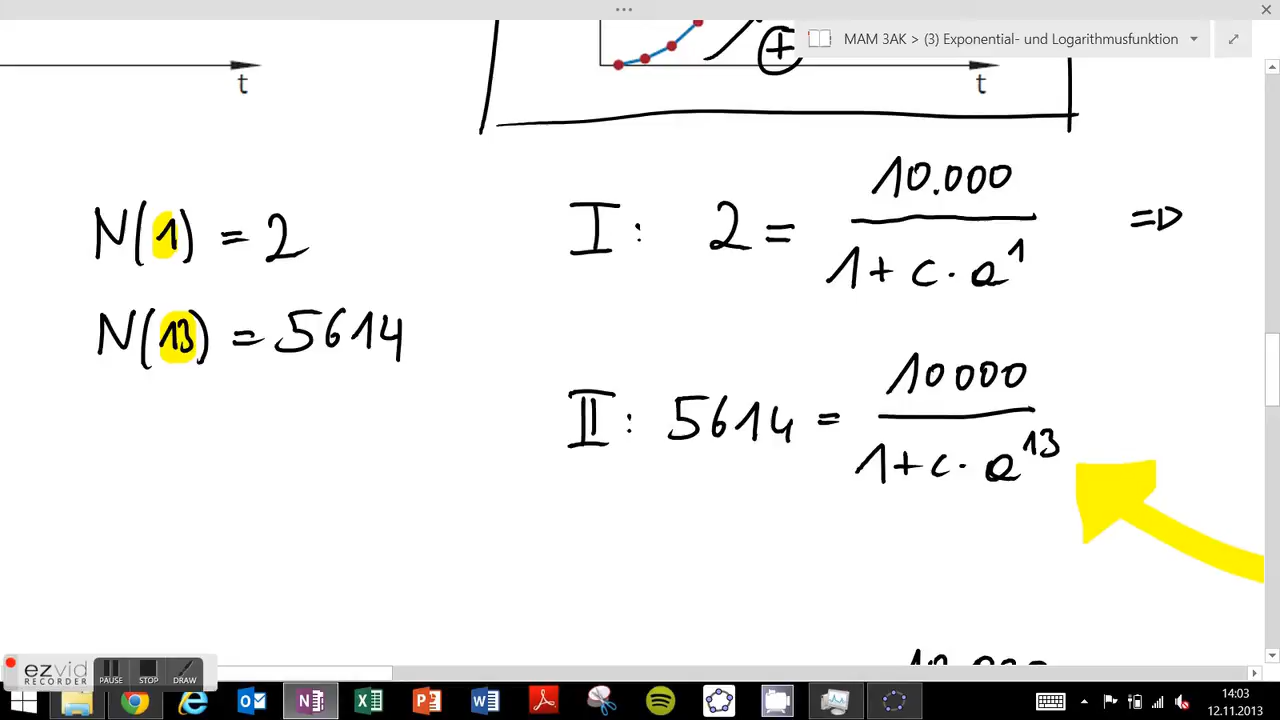 MAM 3AK > (3) Exponential- und Logarithmusfunktion
+
t
t
N(1) = 2
I: 2 = 10.000 / 1 + c · a^1 =>
N(13) = 5614
II: 5614 = 10000 / 1 + c · a^13
ezvid
RECORDER
PAUSE
STOP
DRAW
14:03
12.11.2013